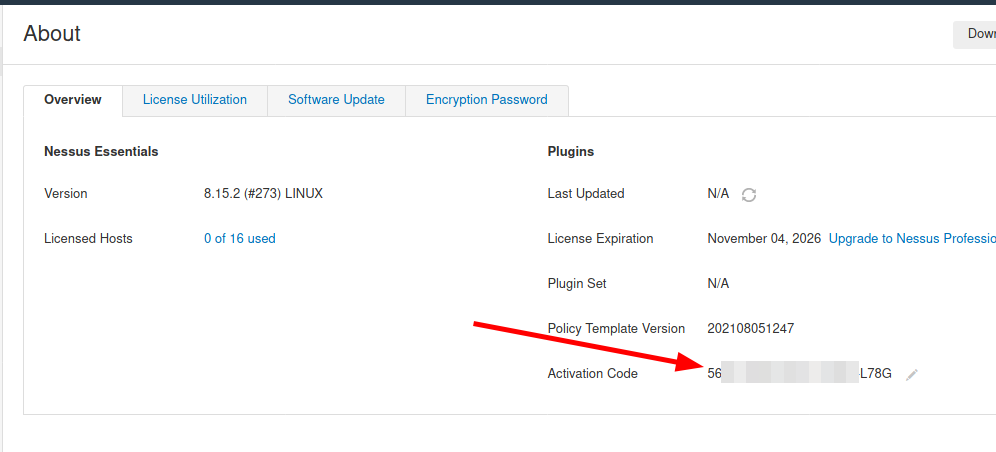 About
Down
Overview
License Utilization
Software Update
Encryption Password
Nessus Essentials
Version 8.15.2 (#273) LINUX
Licensed Hosts 0 of 16 used
Plugins
Last Updated N/A
License Expiration November 04, 2026 Upgrade to Nessus Professio
Plugin Set N/A
Policy Template Version 202108051247
Activation Code 56 L78G